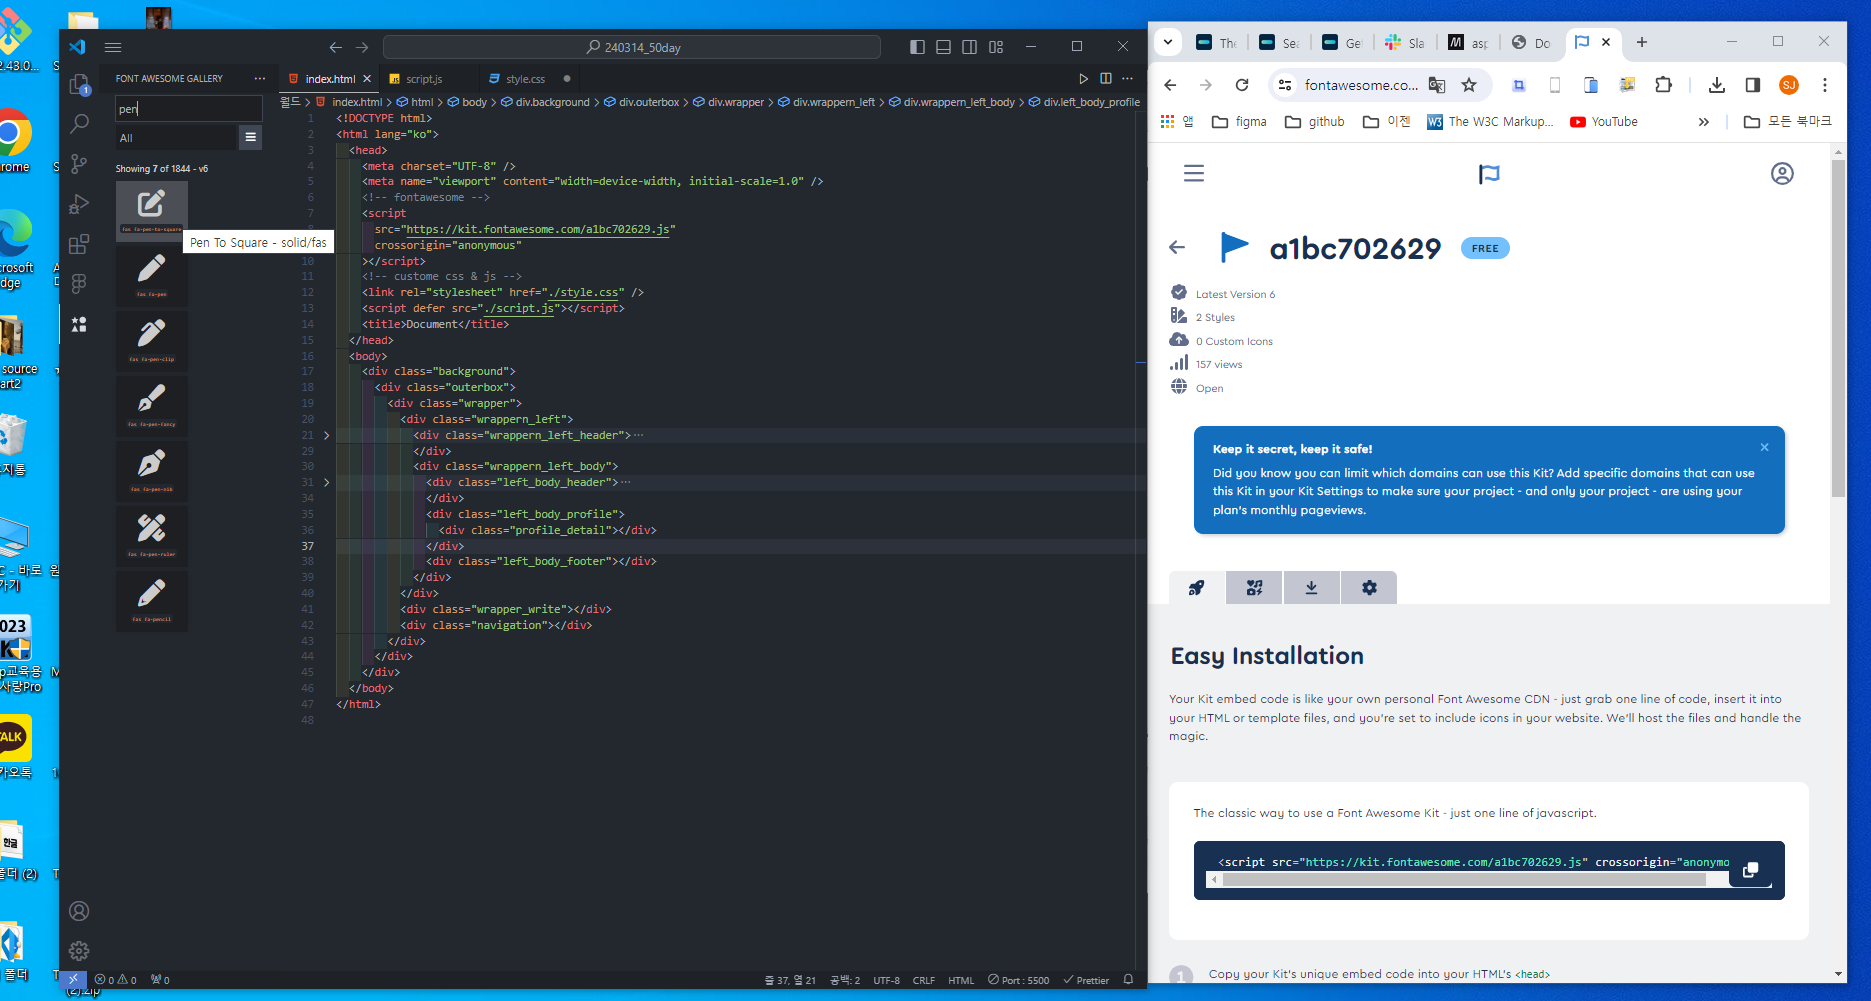 240314_50day
FONT AWESOME GALLERY
pen
All
Showing 7 of 1844 - v6
fas fa-pen-to-square
Pen To Square - solid/fas
fas fa-pen
fas fa-pen-clip
fas fa-pen-fancy
fas fa-pen-nib
fas fa-pen-ruler
fas fa-pencil
index.html
script.js
style.css
월드 > index.html > html > body > div.background > div.outerbox > div.wrapper > div.wrappern_left > div.wrappern_left_body > div.left_body_profile
1 <!DOCTYPE html>
2 <html lang="ko">
3 <head>
4 <meta charset="UTF-8" />
5 <meta name="viewport" content="width=device-width, initial-scale=1.0" />
6 <!-- fontawesome -->
7 <script
src="https://kit.fontawesome.com/a1bc702629.js"
crossorigin="anonymous"
10 ></script>
11 <!-- custome css & js -->
12 <link rel="stylesheet" href="./style.css" />
13 <script defer src="./script.js"></script>
14 <title>Document</title>
15 </head>
16 <body>
17 <div class="background">
18 <div class="outerbox">
19 <div class="wrapper">
20 <div class="wrappern_left">
21 <div class="wrappern_left_header">···
29 </div>
30 <div class="wrappern_left_body">
31 <div class="left_body_header">···
34 </div>
35 <div class="left_body_profile">
36 <div class="profile_detail"></div>
37 </div>
38 <div class="left_body_footer"></div>
39 </div>
40 </div>
41 <div class="wrapper_write"></div>
42 <div class="navigation"></div>
43 </div>
44 </div>
45 </div>
46 </body>
47 </html>
48
0 0 0
줄 37, 열 21 공백: 2 UTF-8 CRLF HTML Port : 5500 Prettier
The Sea Get Sla asp Do
fontawesome.co...
SJ
앱 figma github 이젠 The W3C Markup... YouTube 모든 북마크
a1bc702629 FREE
Latest Version 6
2 Styles
0 Custom Icons
157 views
Open
Keep it secret, keep it safe!
Did you know you can limit which domains can use this Kit? Add specific domains that can use
this Kit in your Kit Settings to make sure your project - and only your project - are using your
plan's monthly pageviews.
Easy Installation
Your Kit embed code is like your own personal Font Awesome CDN - just grab one line of code, insert it into
your HTML or template files, and you're set to include icons in your website. We'll host the files and handle the
magic.
The classic way to use a Font Awesome Kit - just one line of javascript.
<script src="https://kit.fontawesome.com/a1bc702629.js" crossorigin="anonymo
1 Copy your Kit's unique embed code into your HTML's <head>